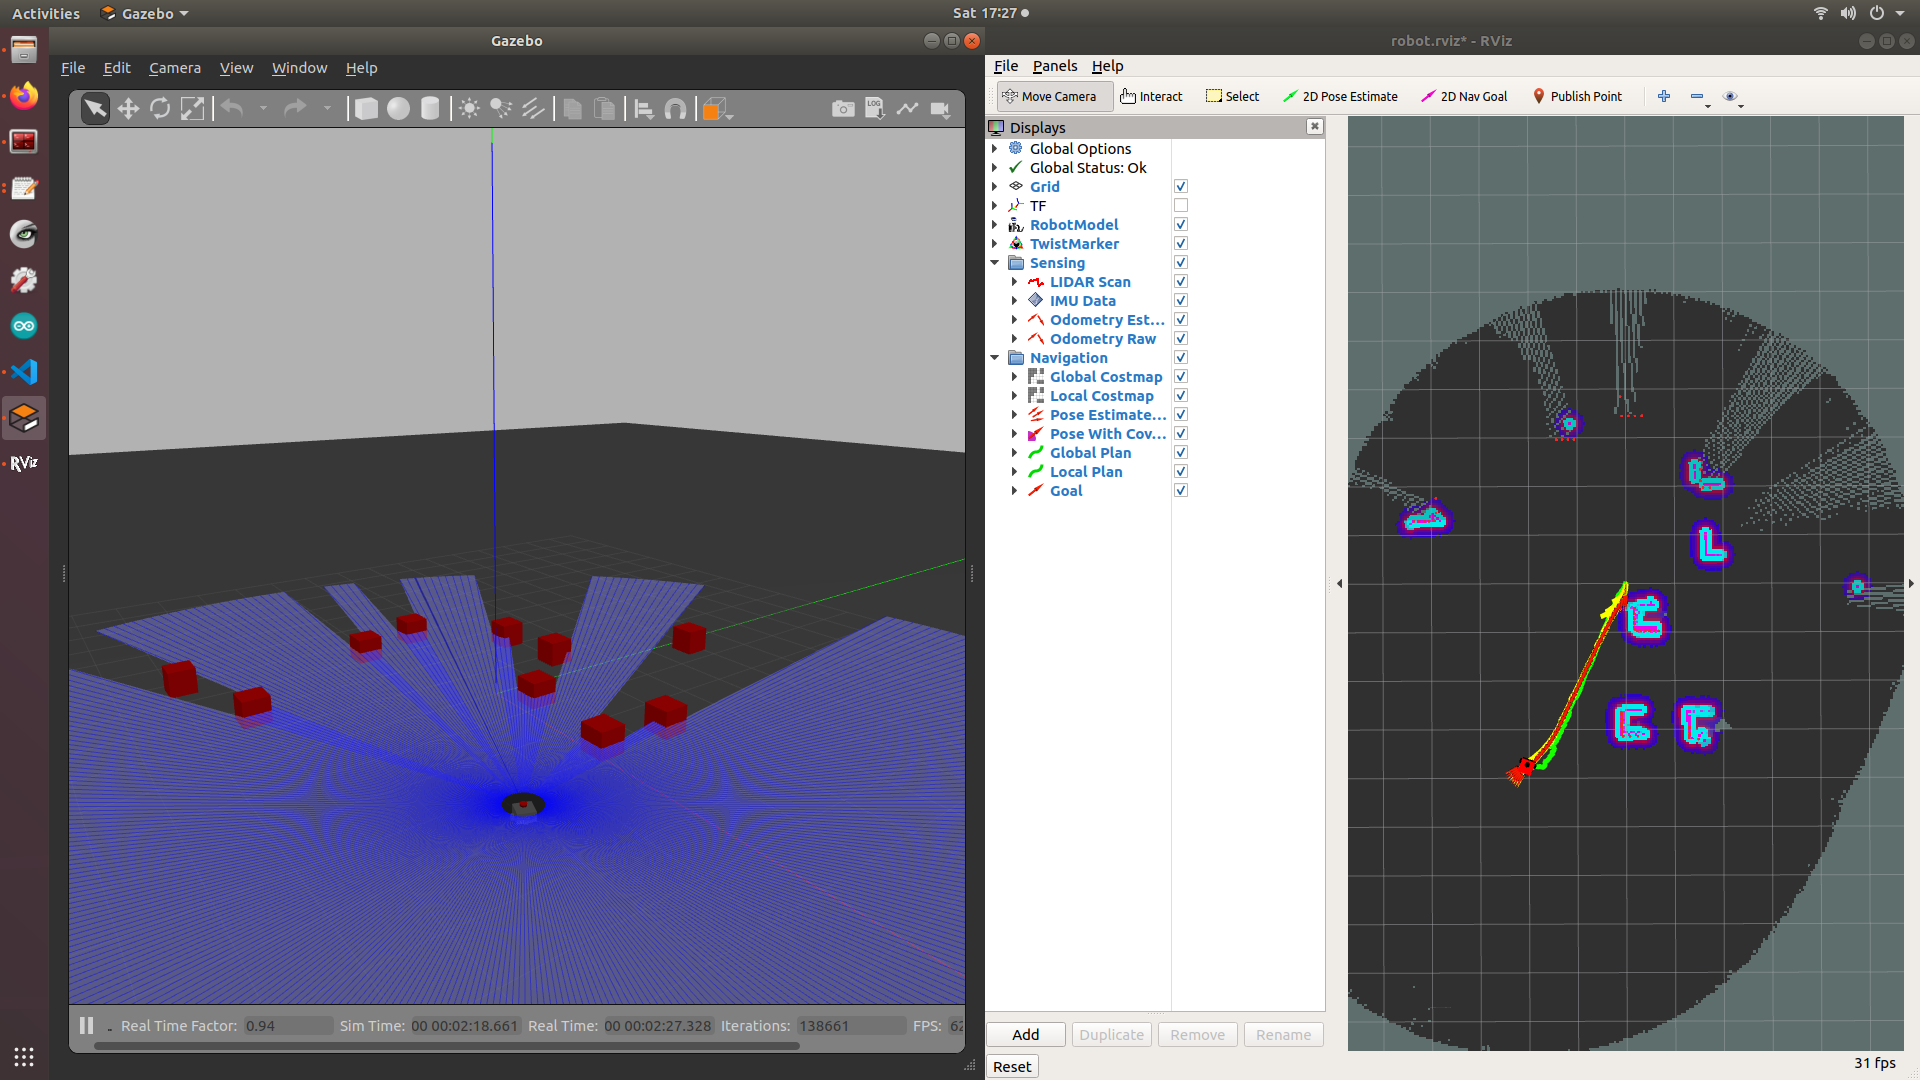 Activities Gazebo Sat 17:27
Gazebo
File Edit Camera View Window Help
LOG
Real Time Factor: 0.94 Sim Time: 00 00:02:18.661 Real Time: 00 00:02:27.328 Iterations: 138661 FPS: 62
RViz
robot.rviz* - RViz
File Panels Help
Move Camera Interact Select 2D Pose Estimate 2D Nav Goal Publish Point
Displays
Global Options
Global Status: Ok
Grid
TF
RobotModel
TwistMarker
Sensing
LIDAR Scan
IMU Data
Odometry Est...
Odometry Raw
Navigation
Global Costmap
Local Costmap
Pose Estimate...
Pose With Cov...
Global Plan
Local Plan
Goal
Add Duplicate Remove Rename
Reset
31 fps